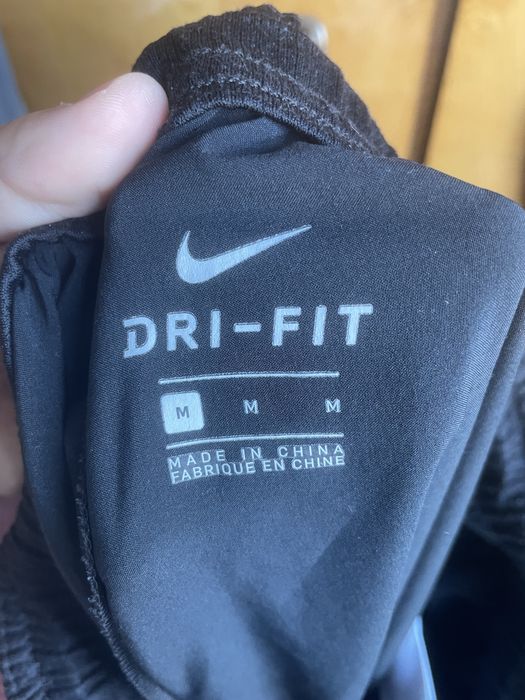 DRI-FIT
M M M
MADE IN CHINA
FABRIQUE EN CHINE